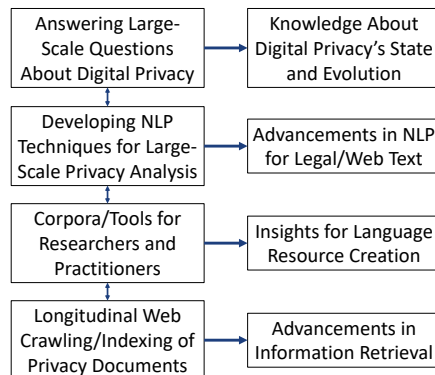 Answering Large-
Scale Questions
About Digital Privacy
Knowledge About
Digital Privacy’s State
and Evolution
Developing NLP
Techniques for Large-
Scale Privacy Analysis
Advancements in NLP
for Legal/Web Text
Corpora/Tools for
Researchers and
Practitioners
Insights for Language
Resource Creation
Longitudinal Web
Crawling/Indexing of
Privacy Documents
Advancements in
Information Retrieval